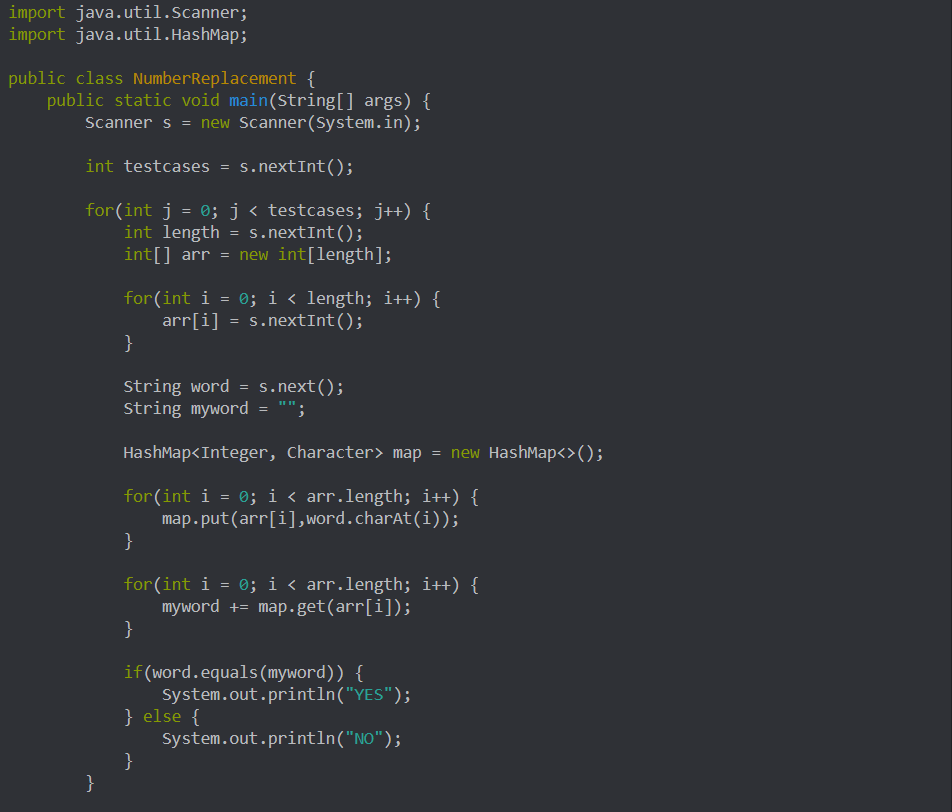 import java.util.Scanner;
import java.util.HashMap;

public class NumberReplacement {
    public static void main(String[] args) {
        Scanner s = new Scanner(System.in);

        int testcases = s.nextInt();

        for(int j = 0; j < testcases; j++) {
            int length = s.nextInt();
            int[] arr = new int[length];

            for(int i = 0; i < length; i++) {
                arr[i] = s.nextInt();
            }

            String word = s.next();
            String myword = "";

            HashMap<Integer, Character> map = new HashMap<>();

            for(int i = 0; i < arr.length; i++) {
                map.put(arr[i],word.charAt(i));
            }

            for(int i = 0; i < arr.length; i++) {
                myword += map.get(arr[i]);
            }

            if(word.equals(myword)) {
                System.out.println("YES");
            } else {
                System.out.println("NO");
            }
        }